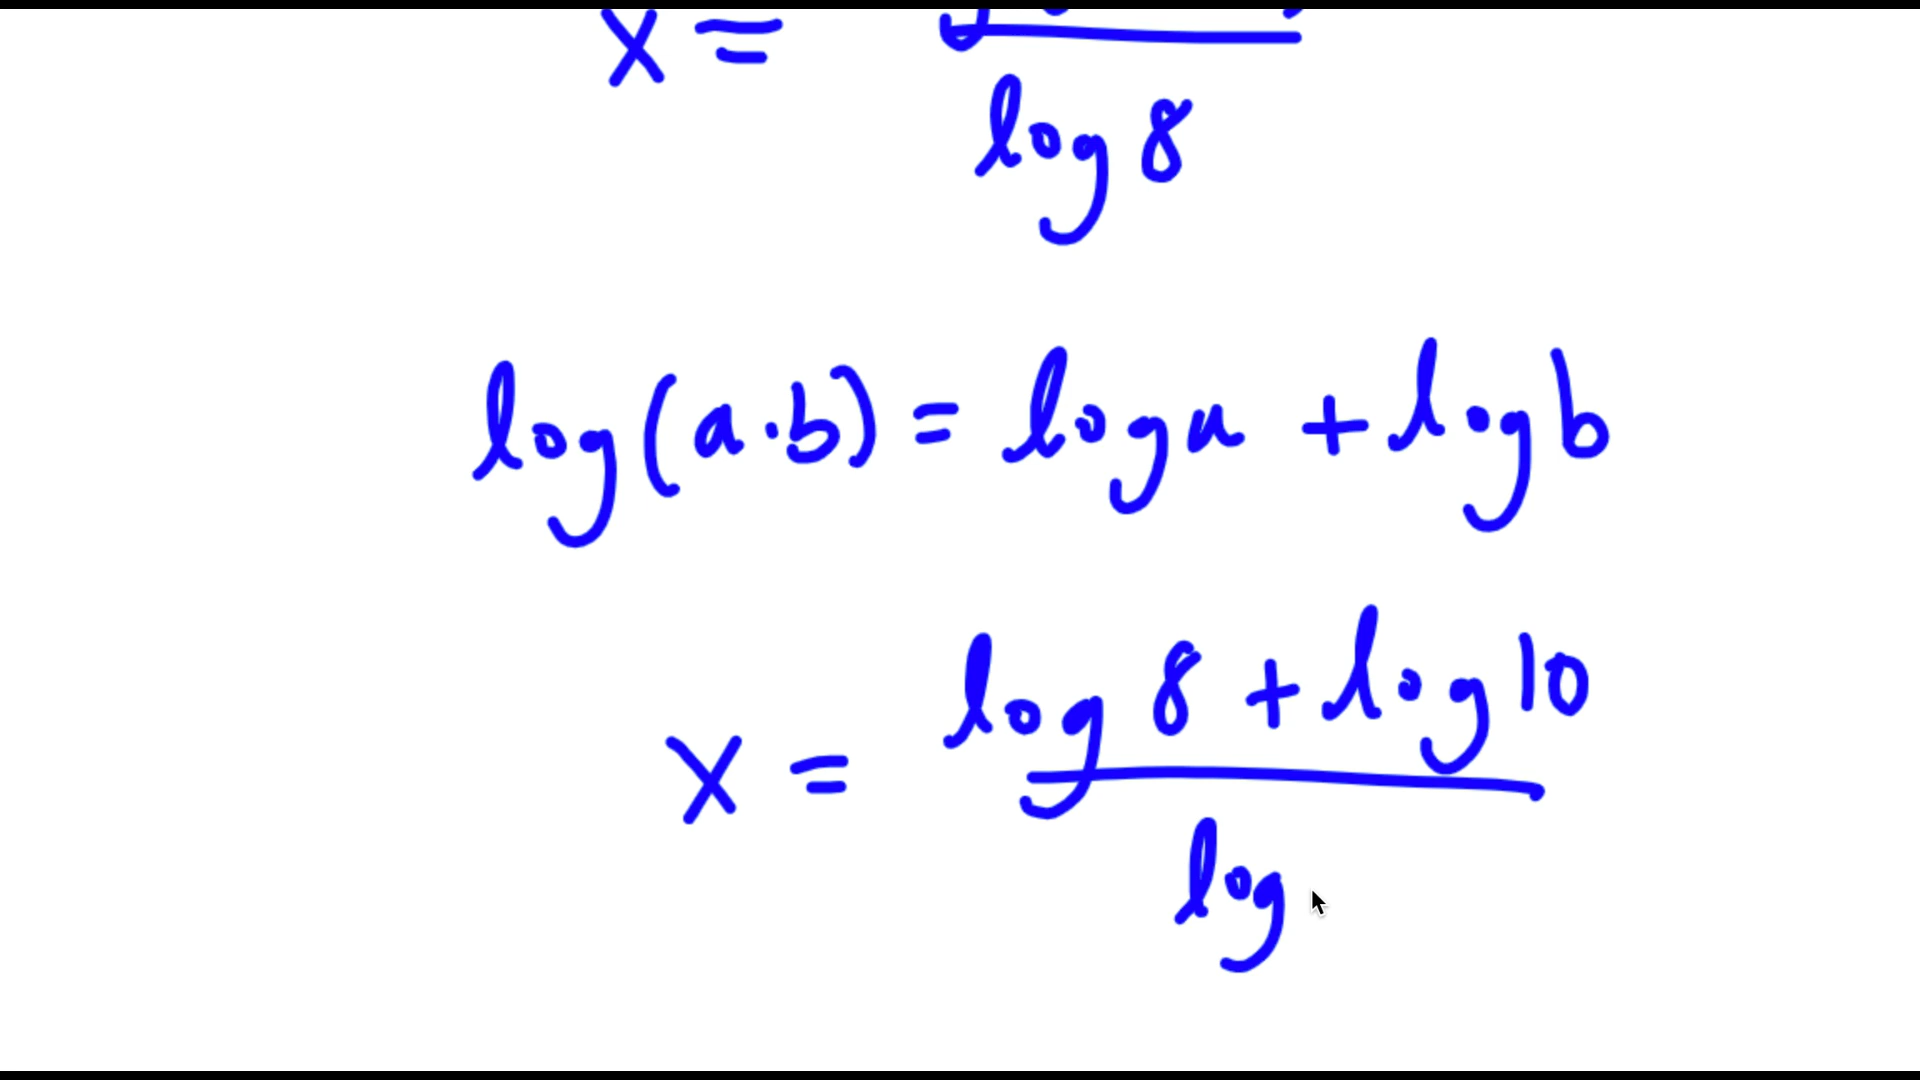 x =
log 8
log(a·b) = log a + log b
x = log 8 + log 10
log